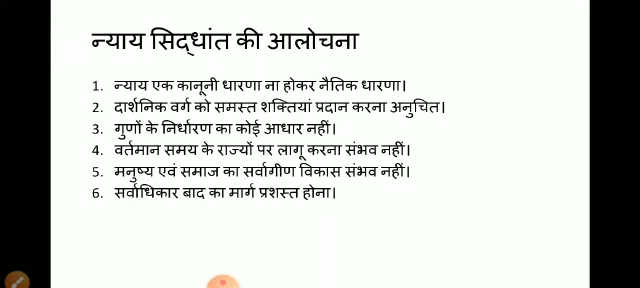 न्याय सिद्धांत की आलोचना
1. न्याय एक कानूनी धारणा ना होकर नैतिक धारणा।
2. दार्शनिक वर्ग को समस्त शक्तियां प्रदान करना अनुचित।
3. गुणों के निर्धारण का कोई आधार नहीं।
4. वर्तमान समय के राज्यों पर लागू करना संभव नहीं।
5. मनुष्य एवं समाज का सर्वागीण विकास संभव नहीं।
6. सर्वाधिकार बाद का मार्ग प्रशस्त होना।